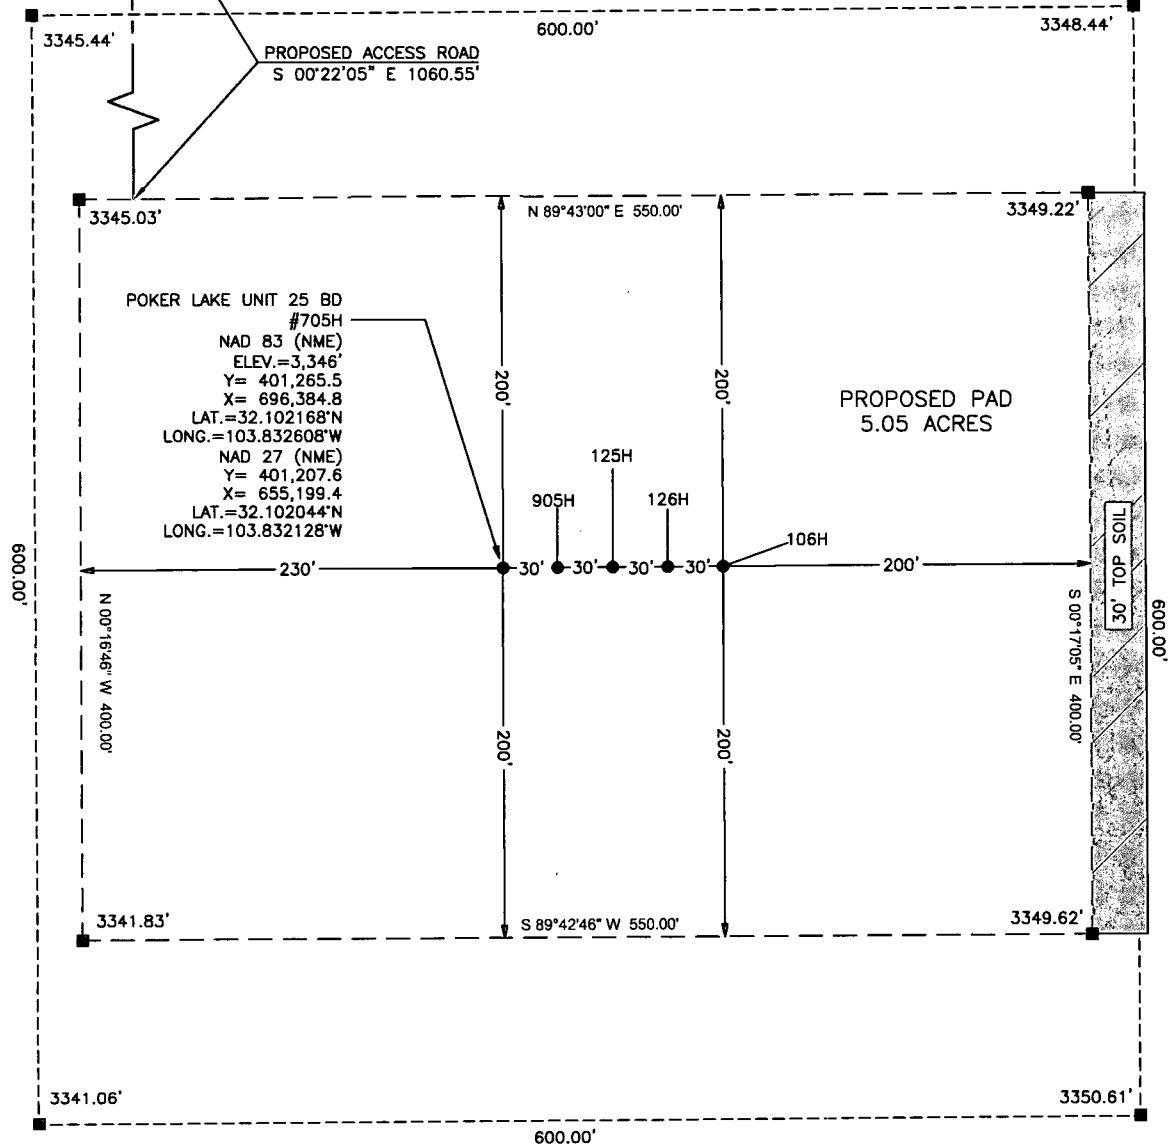 600.00'
3345.44'
3348.44'
PROPOSED ACCESS ROAD
S 00°22'05" E 1060.55'
3345.03'
N 89°43'00" E 550.00'
3349.22'
POKER LAKE UNIT 25 BD
#705H
NAD 83 (NME)
ELEV.=3,346'
Y= 401,265.5
X= 696,384.8
LAT.=32.102168°N
LONG.=103.832608°W
NAD 27 (NME)
Y= 401,207.6
X= 655,199.4
LAT.=32.102044°N
LONG.=103.832128°W
200'
200'
PROPOSED PAD
5.05 ACRES
125H
905H
126H
106H
230'
30'
30'
30'
30'
200'
600.00'
N 00°16'46" W 400.00'
S 00°17'05" E 400.00'
30' TOP SOIL
600.00'
200'
200'
3341.83'
S 89°42'46" W 550.00'
3349.62'
3341.06'
3350.61'
600.00'